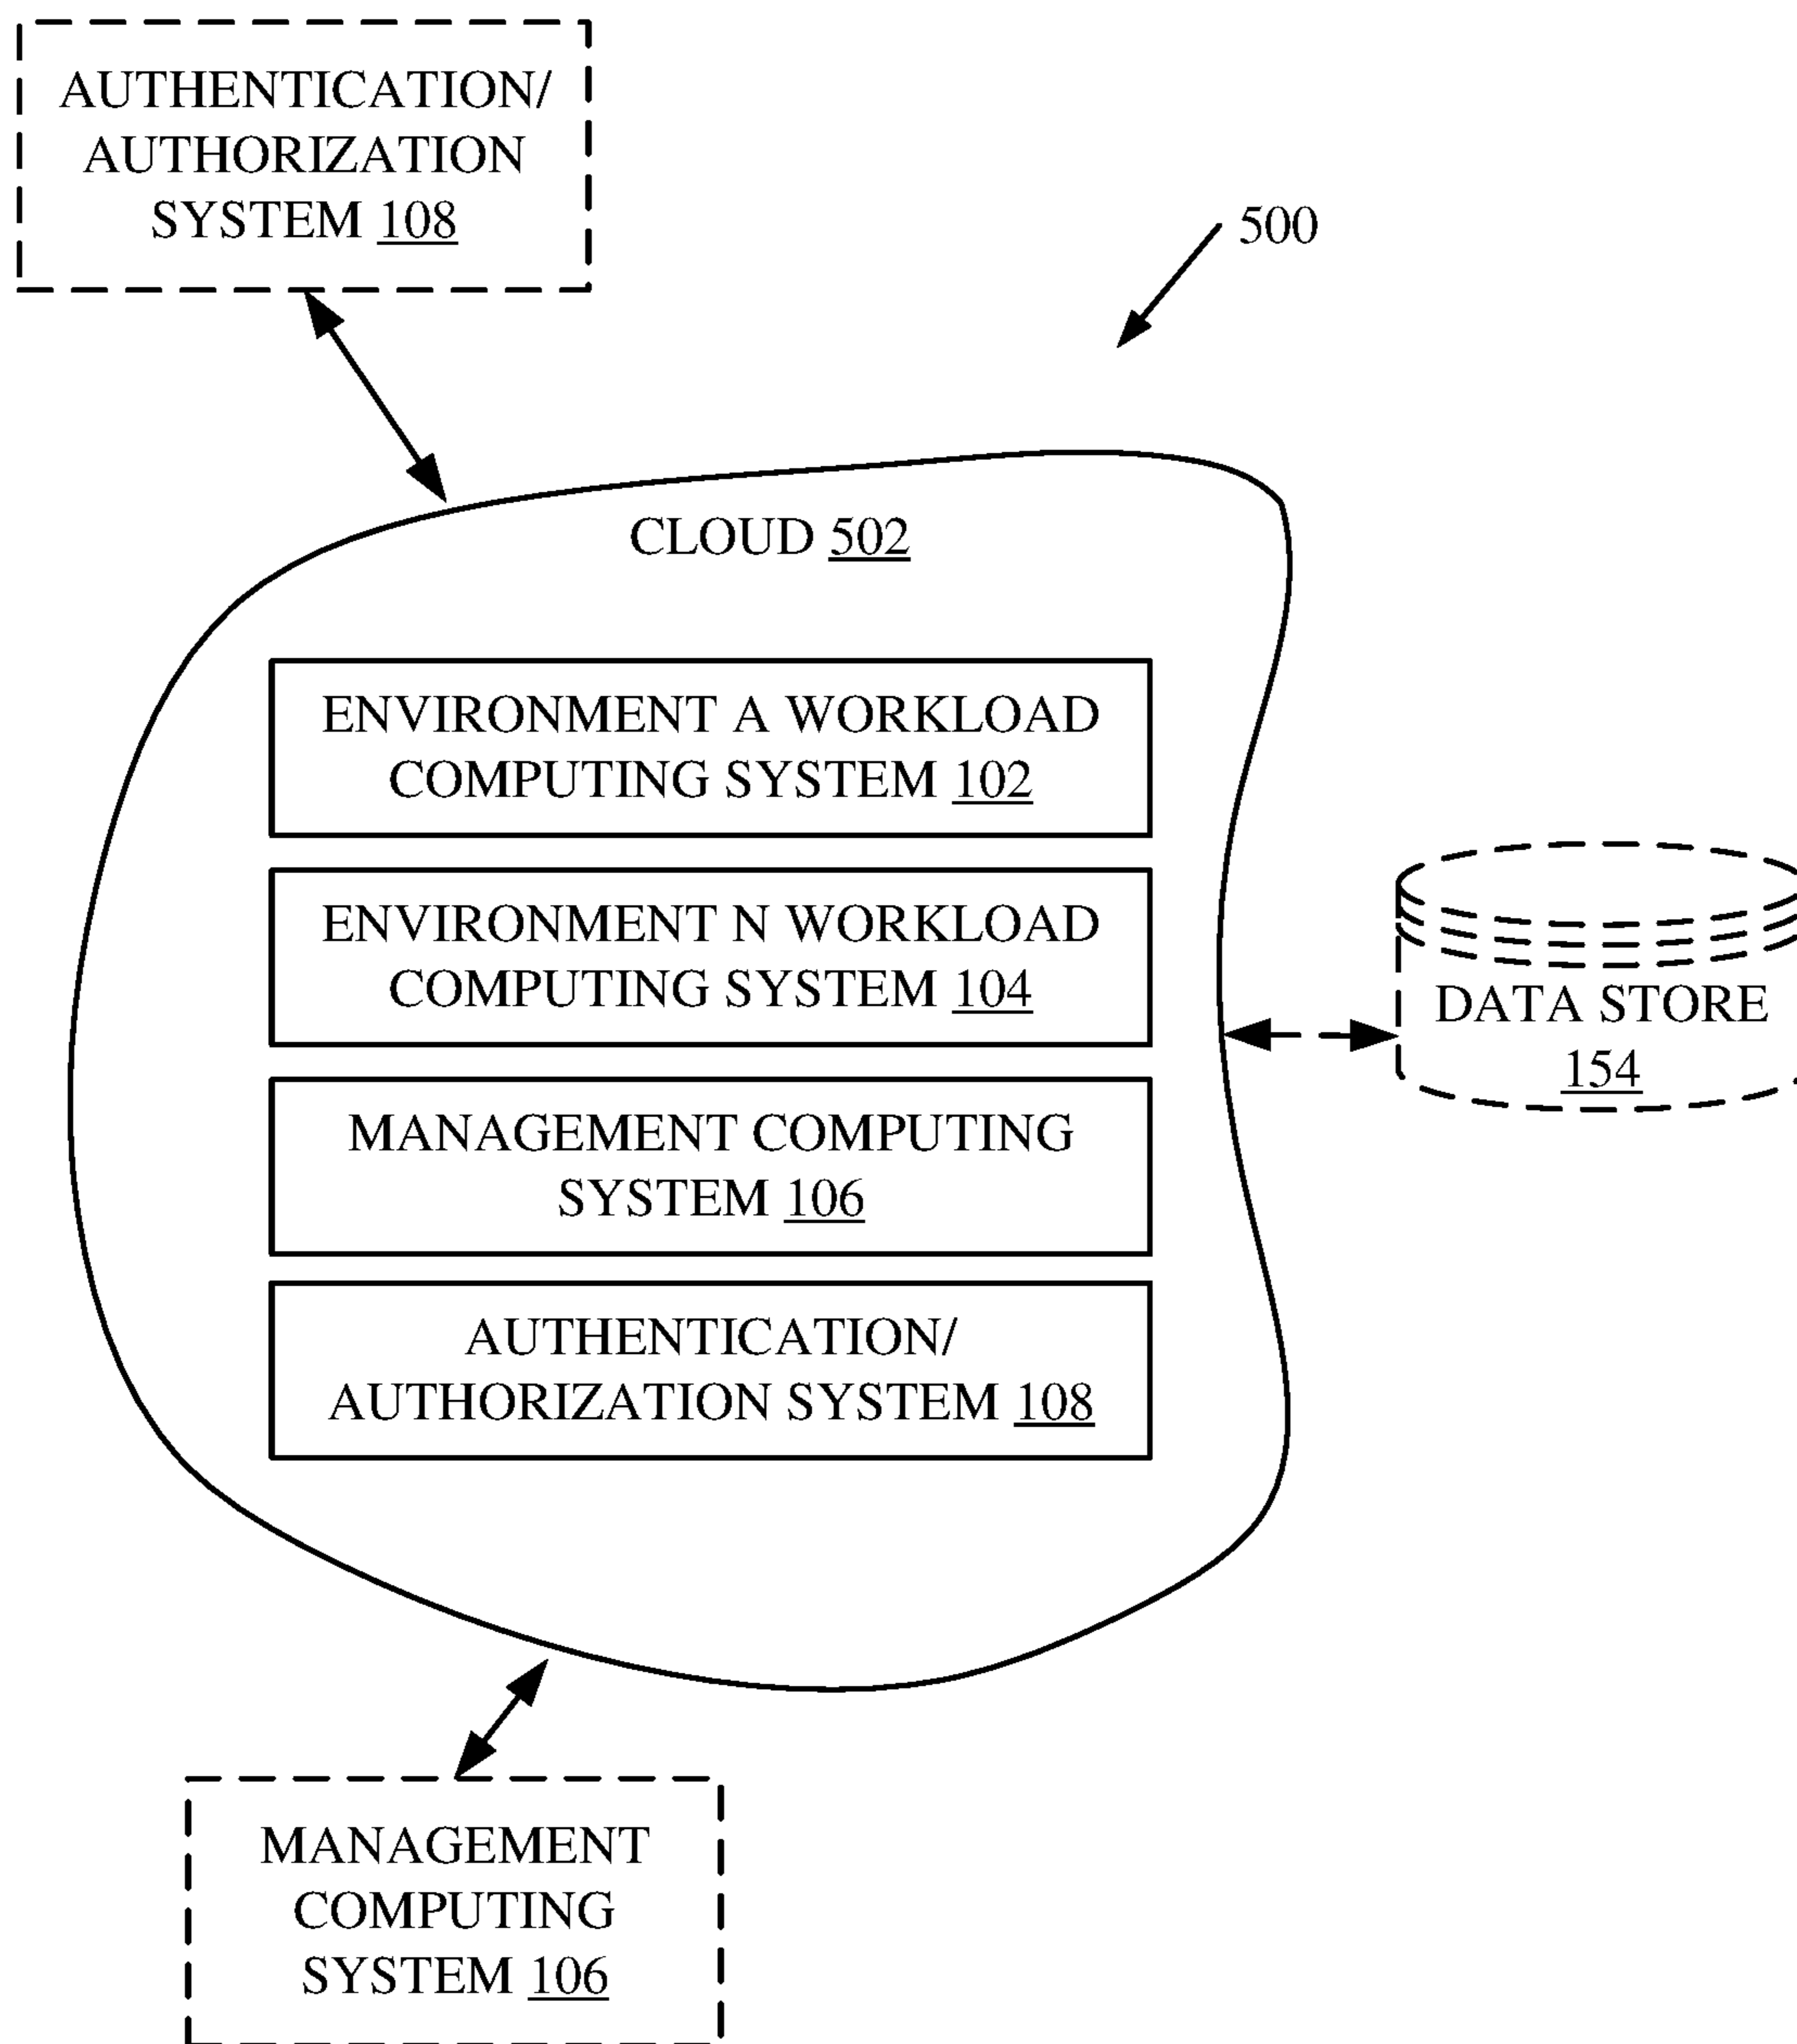 AUTHENTICATION/
AUTHORIZATION
SYSTEM 108
500
CLOUD 502
ENVIRONMENT A WORKLOAD
COMPUTING SYSTEM 102
ENVIRONMENT N WORKLOAD
COMPUTING SYSTEM 104
MANAGEMENT COMPUTING
SYSTEM 106
AUTHENTICATION/
AUTHORIZATION SYSTEM 108
DATA STORE
154
MANAGEMENT
COMPUTING
SYSTEM 106